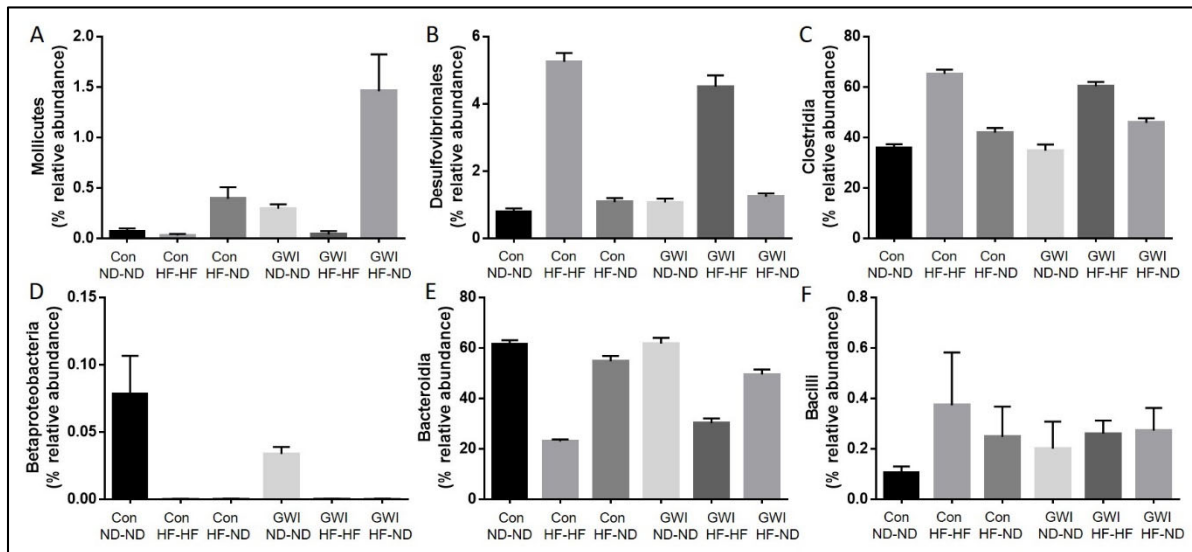 A
Mollicutes
(% relative abundance)
2.0
1.5
1.0
0.5
0.0
Con Con Con GWI GWI GWI
ND-ND HF-HF HF-ND ND-ND HF-HF HF-ND
B
Desulfovibrionales
(% relative abundance)
6
4
2
0
Con Con Con GWI GWI GWI
ND-ND HF-HF HF-ND ND-ND HF-HF HF-ND
C
Clostridia
(% relative abundance)
80
60
40
20
0
Con Con Con GWI GWI GWI
ND-ND HF-HF HF-ND ND-ND HF-HF HF-ND
D
Betaproteobacteria
(% relative abundance)
0.15
0.10
0.05
0.00
Con Con Con GWI GWI GWI
ND-ND HF-HF HF-ND ND-ND HF-HF HF-ND
E
Bacteroidia
(% relative abundance)
80
60
40
20
0
Con Con Con GWI GWI GWI
ND-ND HF-HF HF-ND ND-ND HF-HF HF-ND
F
Bacilli
(% relative abundance)
0.8
0.6
0.4
0.2
0.0
Con Con Con GWI GWI GWI
ND-ND HF-HF HF-ND ND-ND HF-HF HF-ND